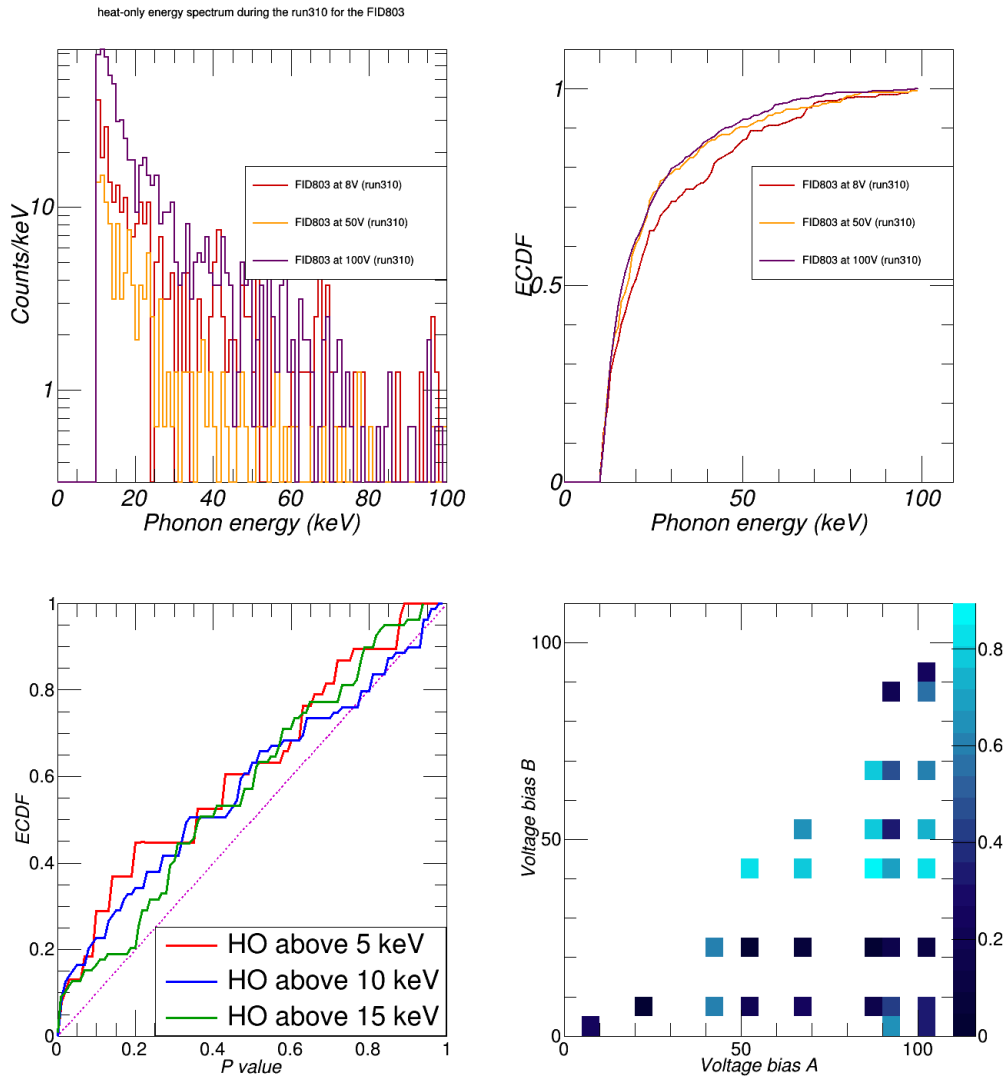 heat-only energy spectrum during the run310 for the FID803
Counts/keV
10
1
FID803 at 8V (run310)
FID803 at 50V (run310)
FID803 at 100V (run310)
0 20 40 60 80 100
Phonon energy (keV)
ECDF
1
0.5
0
FID803 at 8V (run310)
FID803 at 50V (run310)
FID803 at 100V (run310)
0 50 100
Phonon energy (keV)
ECDF
1
0.8
0.6
0.4
0.2
0
HO above 5 keV
HO above 10 keV
HO above 15 keV
0 0.2 0.4 0.6 0.8 1
P value
Voltage bias B
100
50
0
0 50 100
Voltage bias A
0.8
0.6
0.4
0.2
0